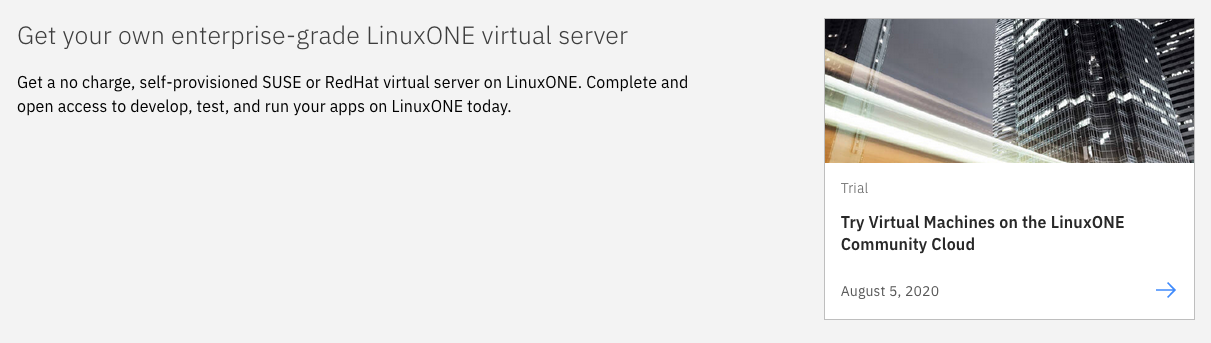 Get your own enterprise-grade LinuxONE virtual server
Get a no charge, self-provisioned SUSE or RedHat virtual server on LinuxONE. Complete and
open access to develop, test, and run your apps on LinuxONE today.
Trial
Try Virtual Machines on the LinuxONE
Community Cloud
August 5, 2020